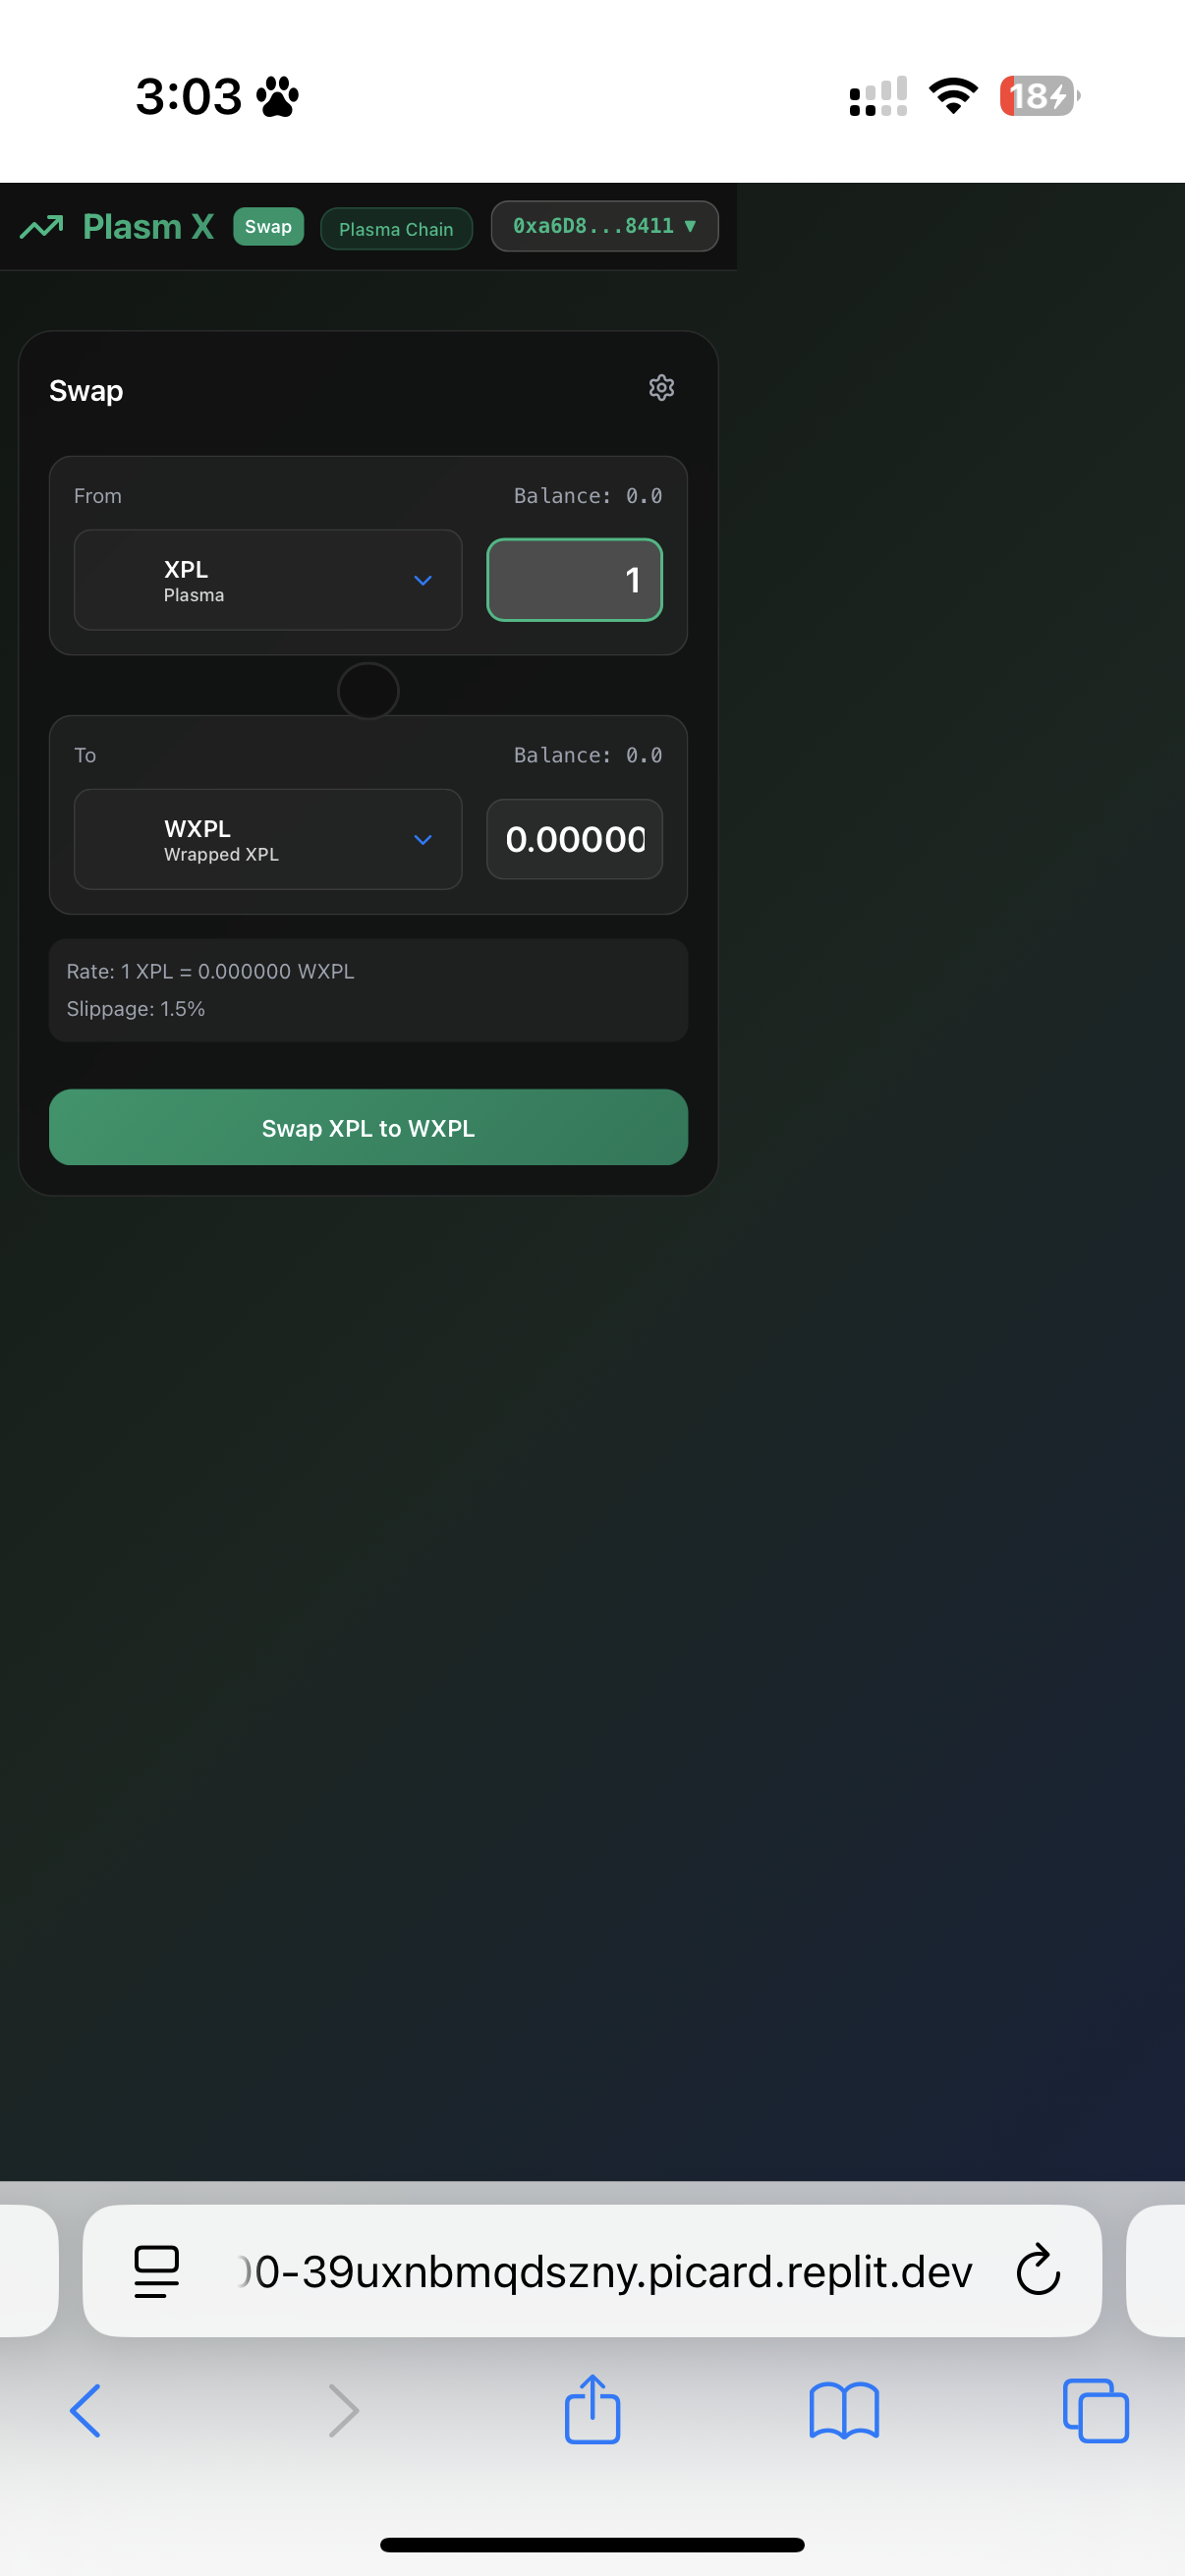 3:03
18
Plasm X
Swap
Plasma Chain
0xa6D8...8411 ▼
Swap
From
Balance: 0.0
XPL
Plasma
1
To
Balance: 0.0
WXPL
Wrapped XPL
0.00000
Rate: 1 XPL = 0.000000 WXPL
Slippage: 1.5%
Swap XPL to WXPL
0-39uxnbmqdszny.picard.replit.dev